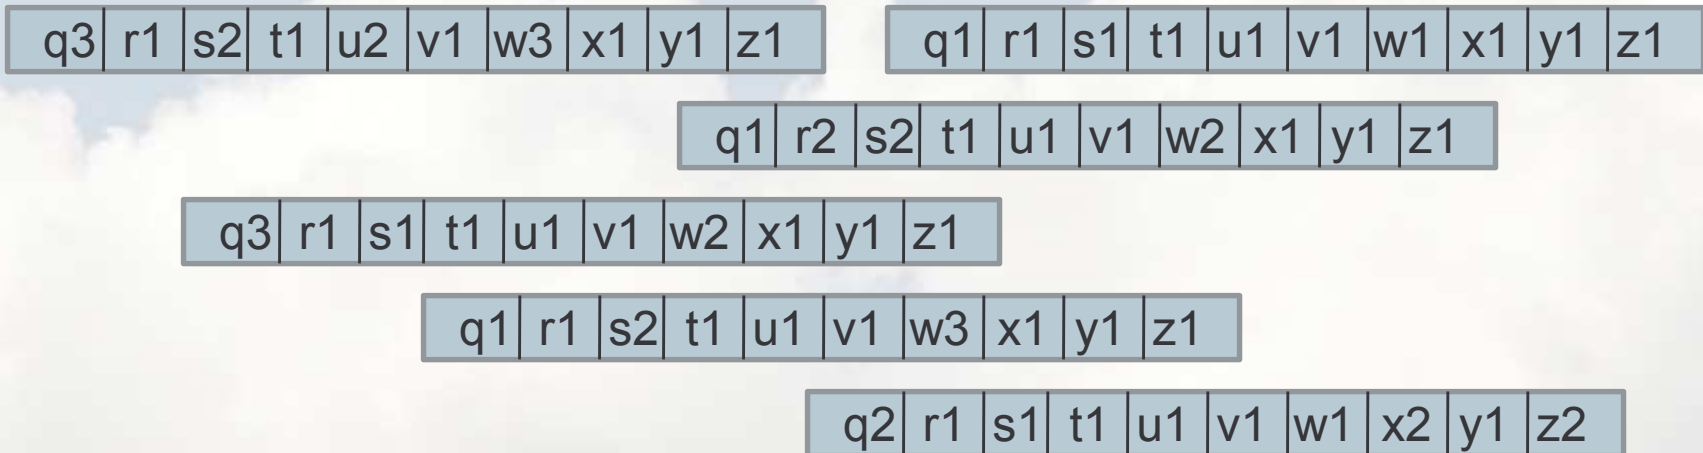 q3 r1 s2 t1 u2 v1 w3 x1 y1 z1 q1 r1 s1 t1 u1 v1 w1 x1 y1 z1
q1 r2 s2 t1 u1 v1 w2 x1 y1 z1
q3 r1 s1 t1 u1 v1 w2 x1 y1 z1
q1 r1 s2 t1 u1 v1 w3 x1 y1 z1
q2 r1 s1 t1 u1 v1 w1 x2 y1 z2